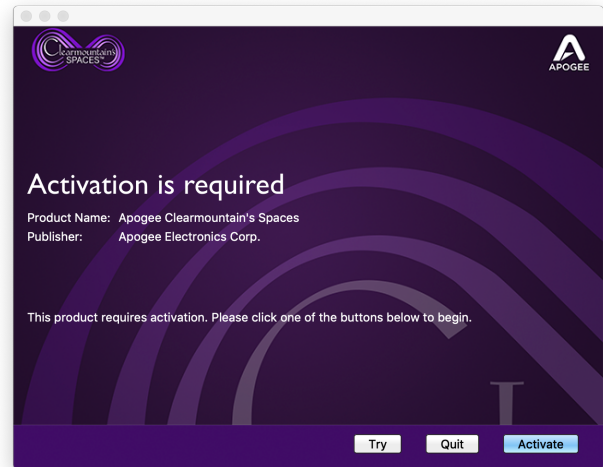 Clearmountain's
SPACES™
APOGEE
Activation is required
Product Name: Apogee Clearmountain's Spaces
Publisher: Apogee Electronics Corp.
This product requires activation. Please click one of the buttons below to begin.
Try
Quit
Activate